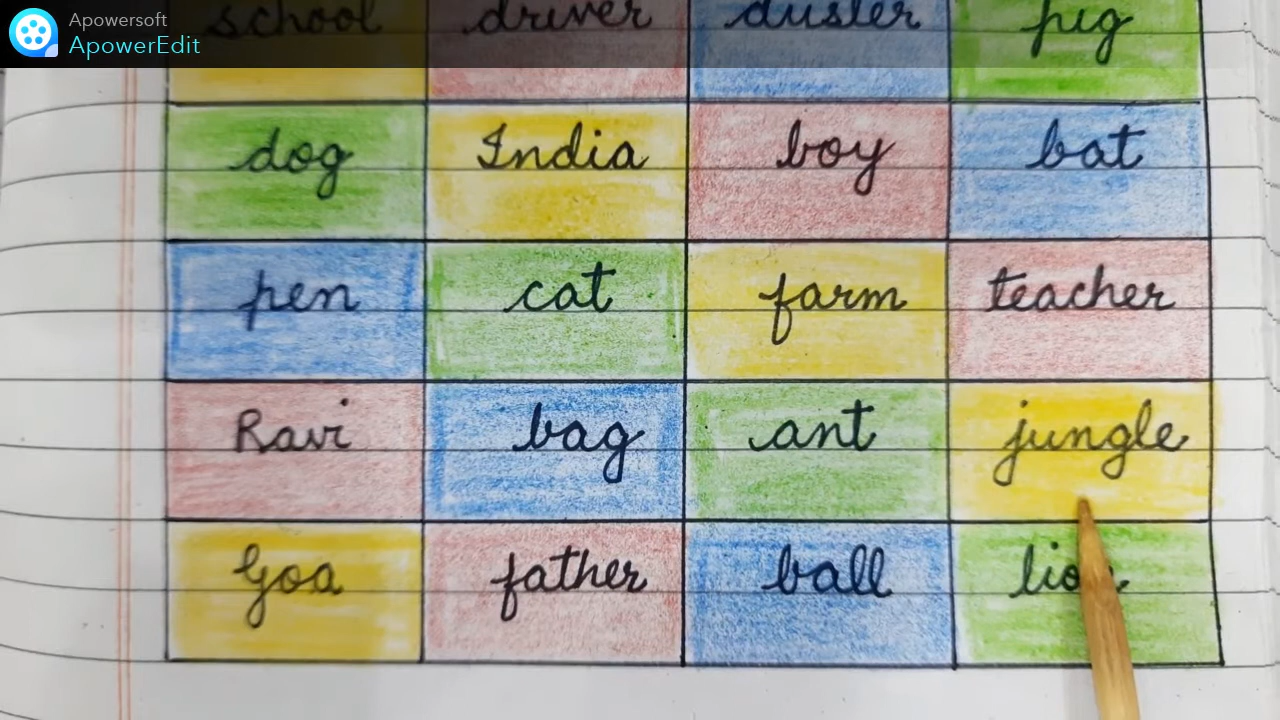 Apowersoft
ApowerEdit
school driver duster pig
dog India boy bat
pen cat farm teacher
Ravi bag ant jungle
Goa father ball lion